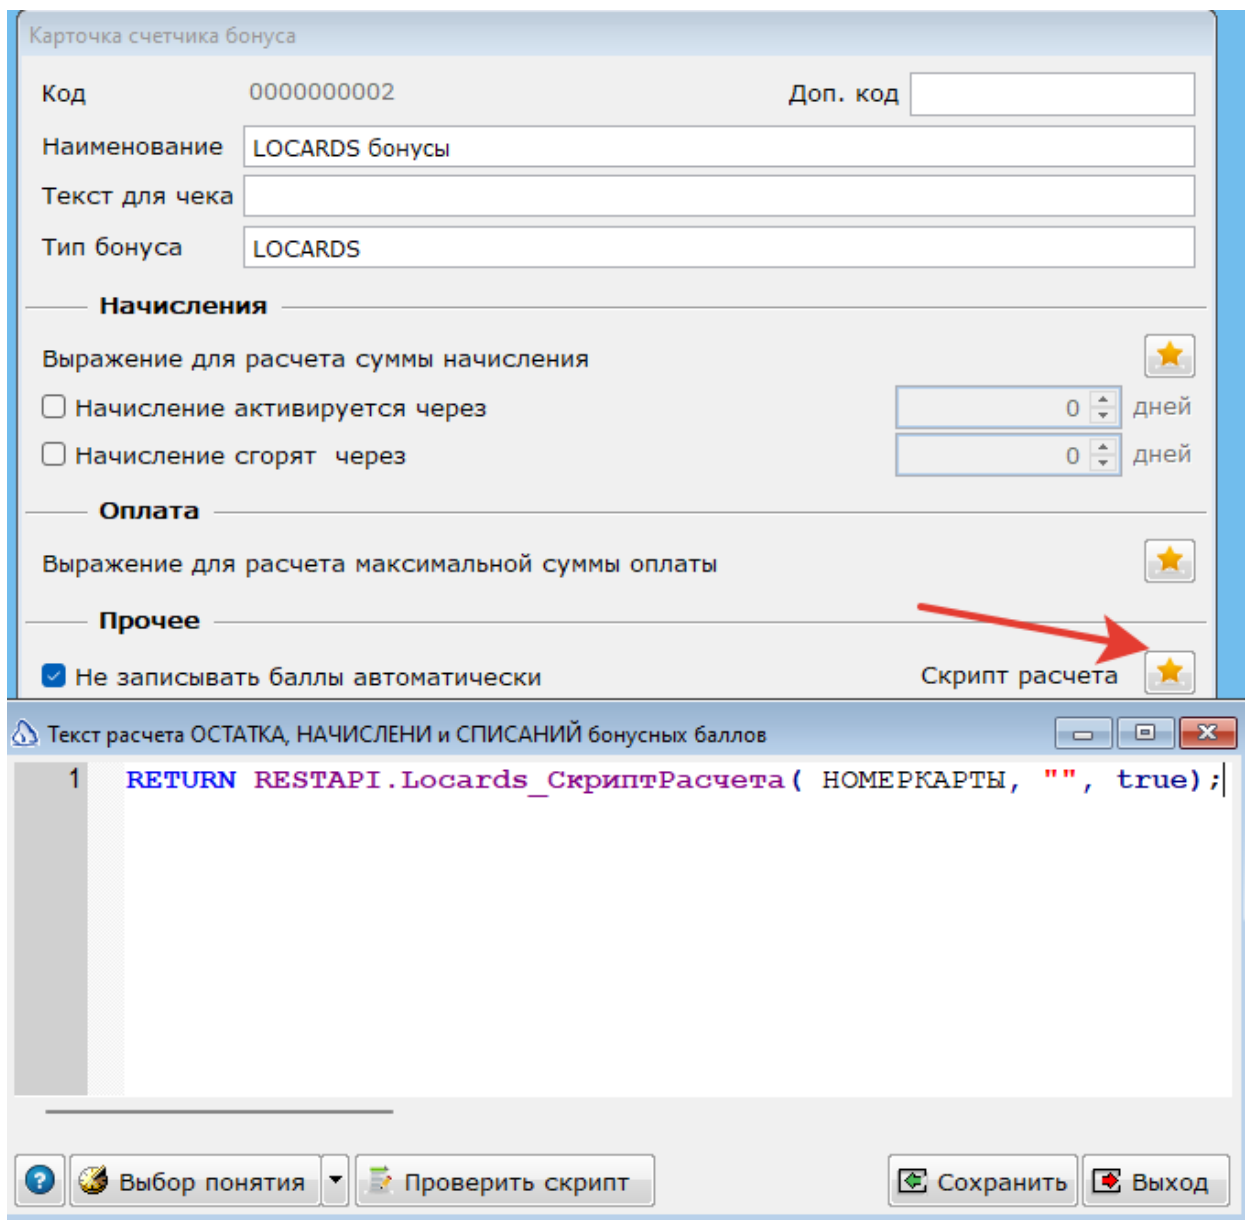 Карточка счетчика бонуса
Код 0000000002 Доп. код
Наименование LOCARDS бонусы
Текст для чека
Тип бонуса LOCARDS
Начисления
Выражение для расчета суммы начисления
Начисление активируется через 0 дней
Начисление сгорят через 0 дней
Оплата
Выражение для расчета максимальной суммы оплаты
Прочее
Не записывать баллы автоматически Скрипт расчета
Текст расчета ОСТАТКА, НАЧИСЛЕНИ и СПИСАНИЙ бонусных баллов
1 RETURN RESTAPI.Locards_СкриптРасчета( НОМЕРКАРТЫ, "", true);
? Выбор понятия Проверить скрипт Сохранить Выход